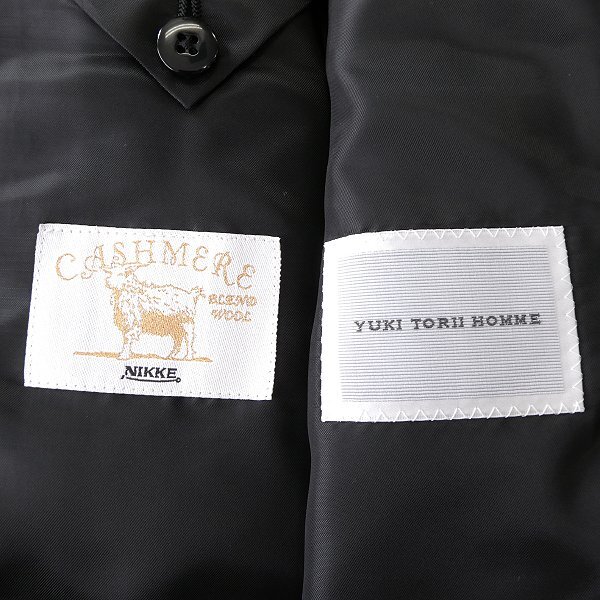 CASHMERE
BLEND
WOOL
NIKKE
YUKI TORII HOMME